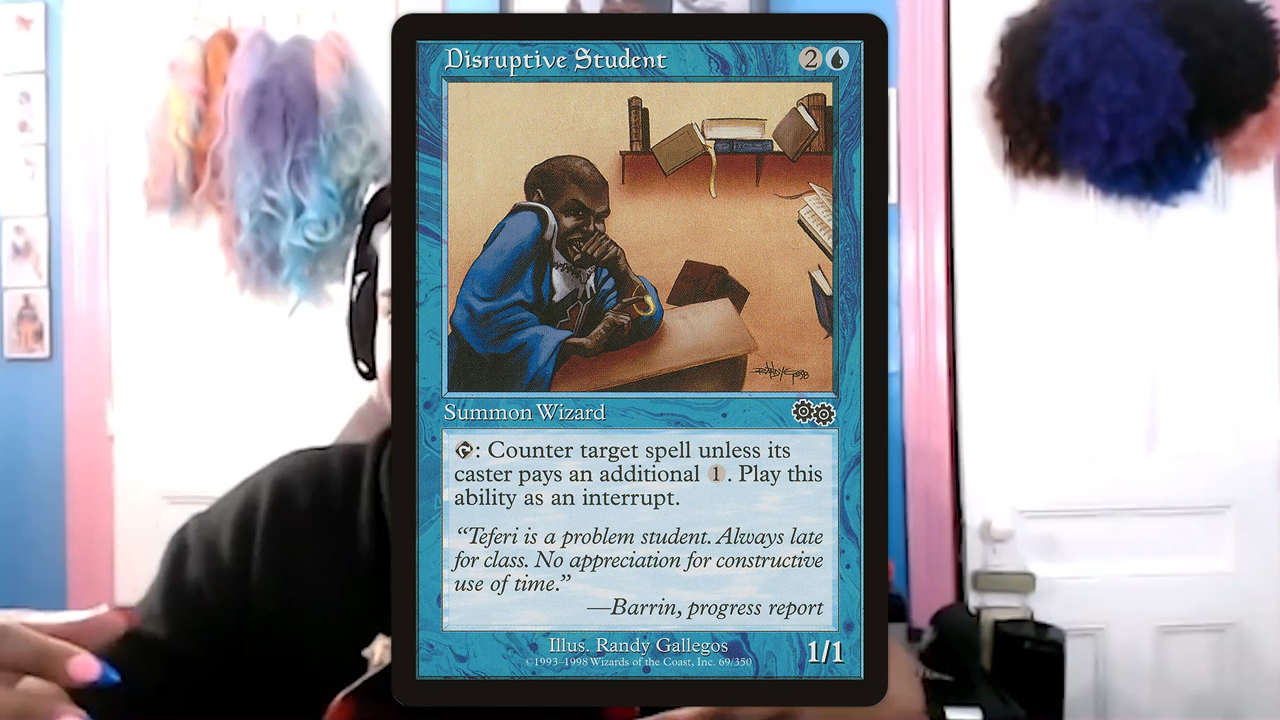 Disruptive Student 2
Summon Wizard
: Counter target spell unless its
caster pays an additional 1. Play this
ability as an interrupt.
“Teferi is a problem student. Always late
for class. No appreciation for constructive
use of time.”
—Barrin, progress report
Illus. Randy Gallegos
©1993–1998 Wizards of the Coast, Inc. 69/350
1/1